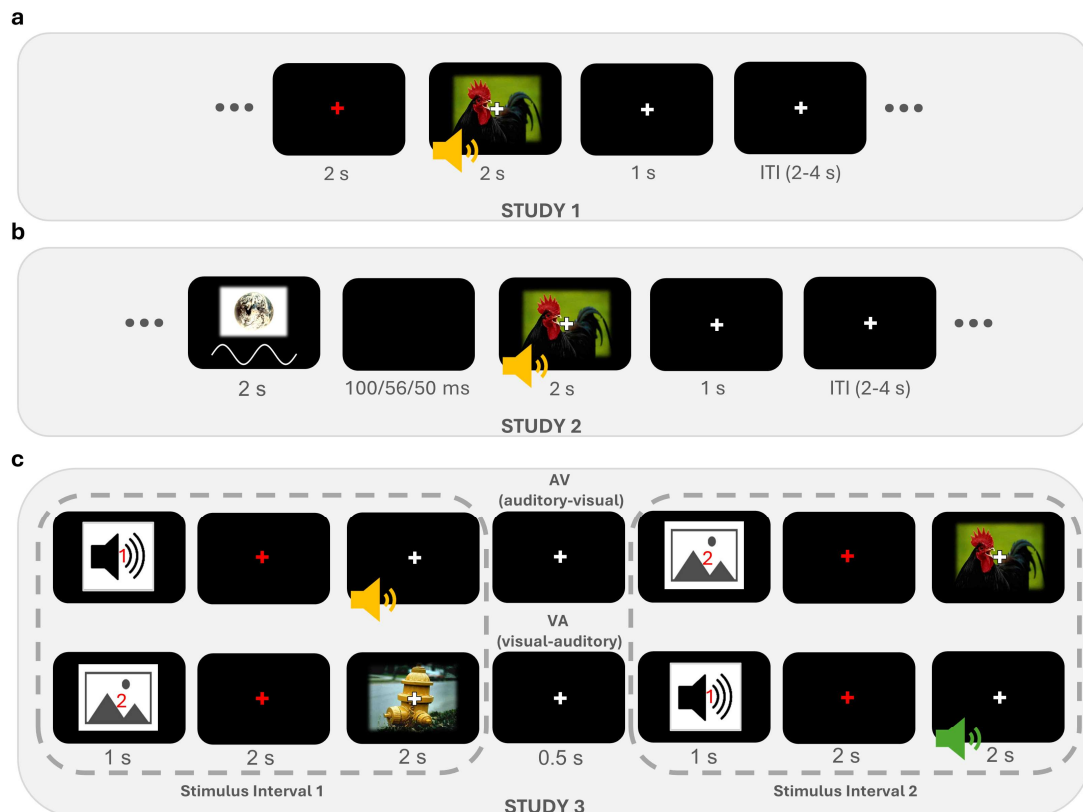 a
2 s
2 s
1 s
ITI (2-4 s)
STUDY 1
b
2 s
100/56/50 ms
2 s
1 s
ITI (2-4 s)
STUDY 2
c
AV
(auditory-visual)
1
2
VA
(visual-auditory)
2
1
1 s
2 s
2 s
0.5 s
1 s
2 s
2 s
Stimulus Interval 1
Stimulus Interval 2
STUDY 3